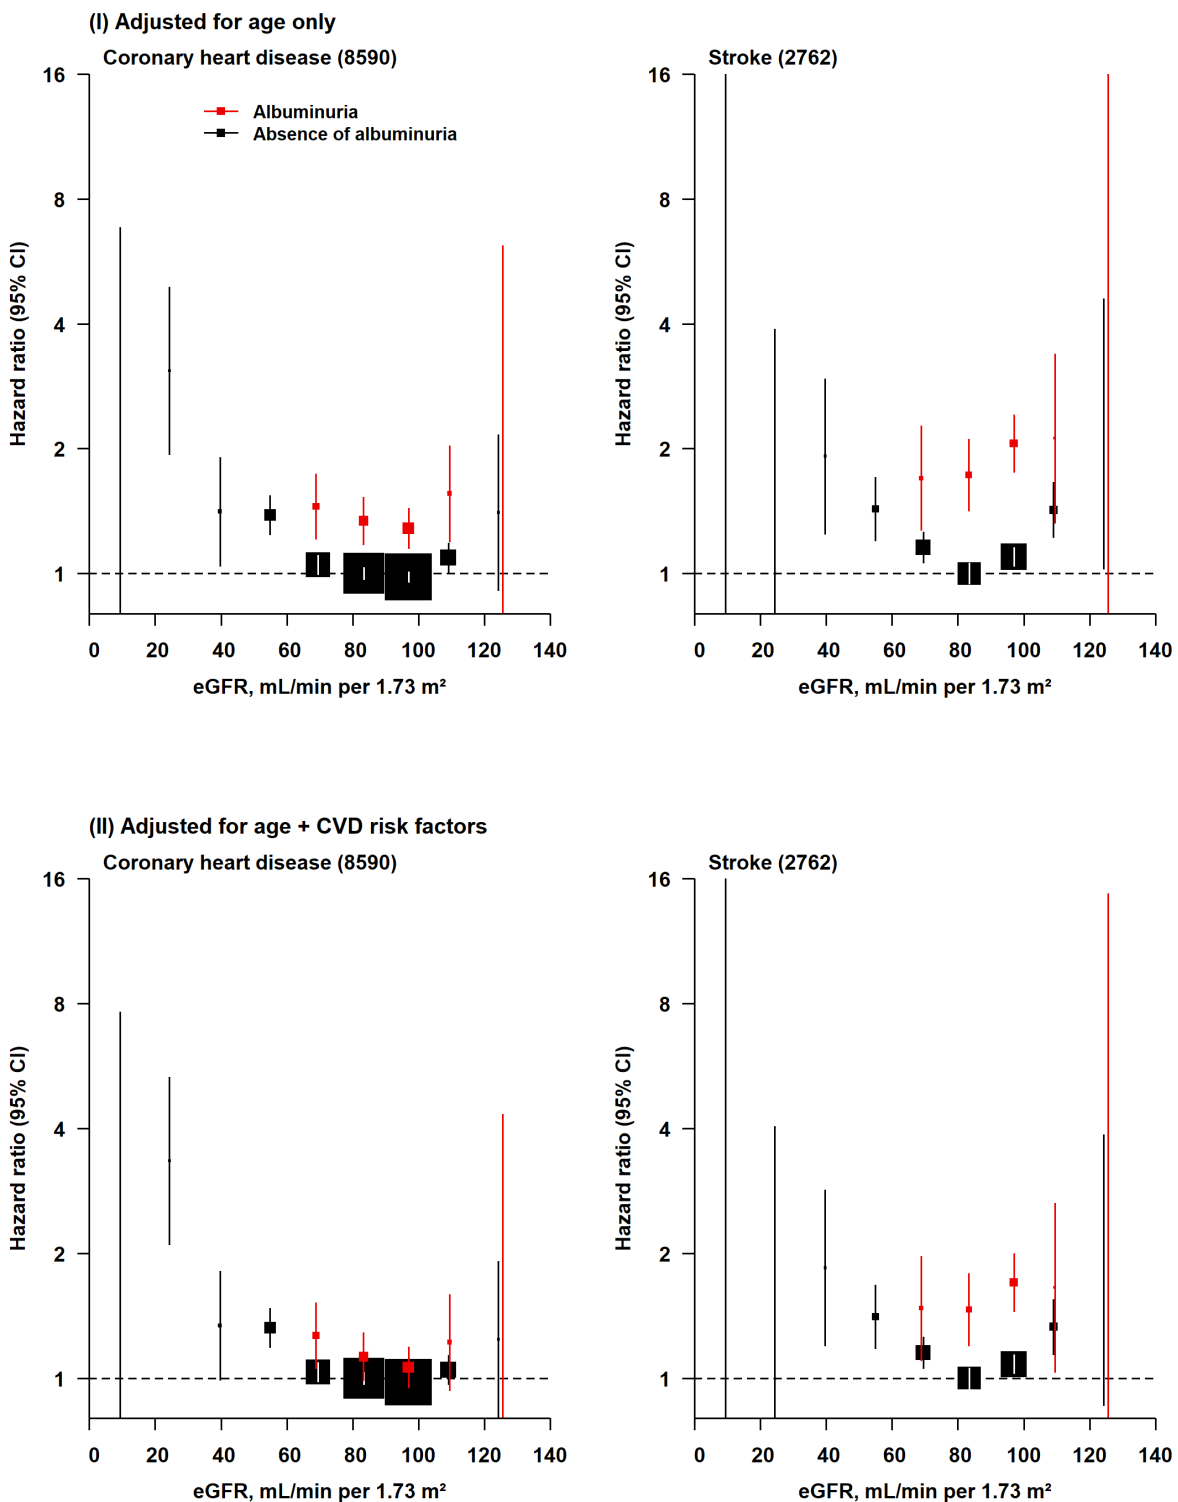 (I) Adjusted for age only
Coronary heart disease (8590)
16
8
4
2
1
Hazard ratio (95% CI)
Albuminuria
Absence of albuminuria
0 20 40 60 80 100 120 140
eGFR, mL/min per 1.73 m²
Stroke (2762)
16
8
4
2
1
Hazard ratio (95% CI)
0 20 40 60 80 100 120 140
eGFR, mL/min per 1.73 m²
(II) Adjusted for age + CVD risk factors
Coronary heart disease (8590)
16
8
4
2
1
Hazard ratio (95% CI)
0 20 40 60 80 100 120 140
eGFR, mL/min per 1.73 m²
Stroke (2762)
16
8
4
2
1
Hazard ratio (95% CI)
0 20 40 60 80 100 120 140
eGFR, mL/min per 1.73 m²